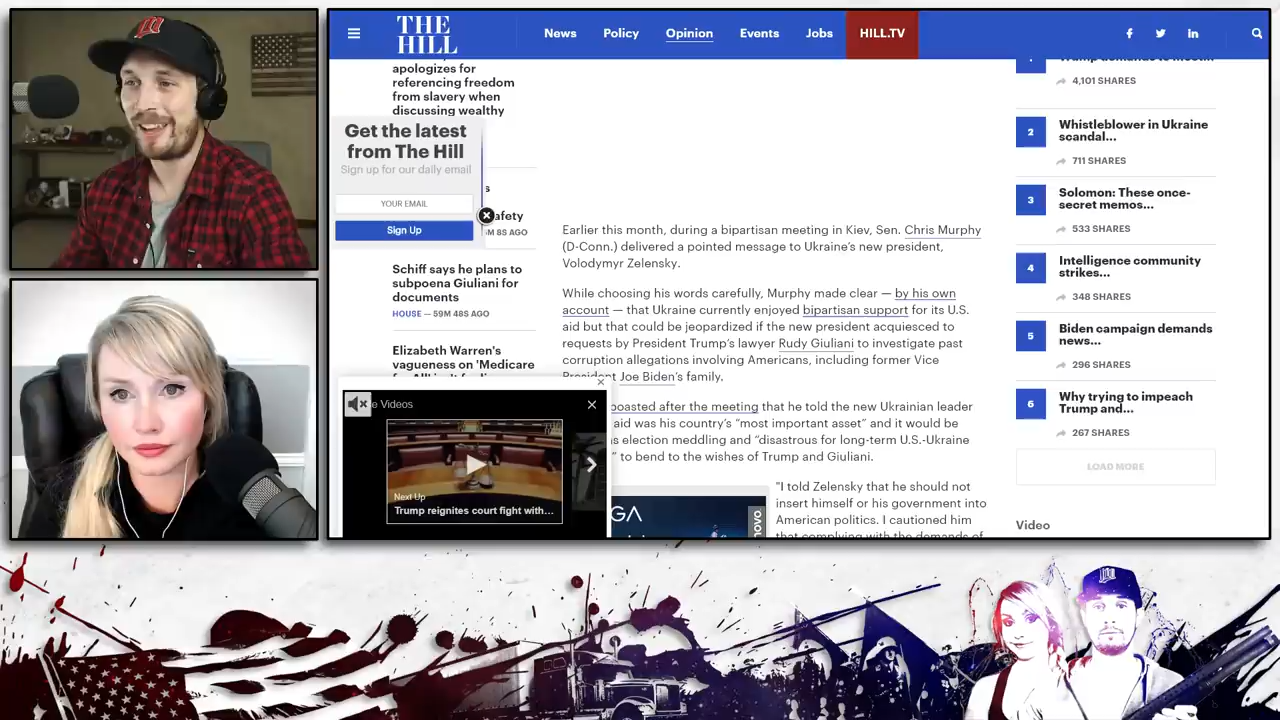 THE
HILL
News
Policy
Opinion
Events
Jobs
HILL.TV
apologizes for
referencing freedom
from slavery when
discussing wealthy
Get the latest
from The Hill
Sign up for our daily email
YOUR EMAIL
Sign Up
8S AGO
Schiff says he plans to
subpoena Giuliani for
documents
HOUSE — 59M 48S AGO
Elizabeth Warren's
vagueness on 'Medicare
Videos
Next Up
Trump reignites court fight with...
Earlier this month, during a bipartisan meeting in Kiev, Sen. Chris Murphy
(D-Conn.) delivered a pointed message to Ukraine's new president,
Volodymyr Zelensky.
While choosing his words carefully, Murphy made clear — by his own
account — that Ukraine currently enjoyed bipartisan support for its U.S.
aid but that could be jeopardized if the new president acquiesced to
requests by President Trump's lawyer Rudy Giuliani to investigate past
corruption allegations involving Americans, including former Vice
President Joe Biden's family.
boasted after the meeting that he told the new Ukrainian leader
aid was his country's "most important asset" and it would be
election meddling and "disastrous for long-term U.S.-Ukraine
" to bend to the wishes of Trump and Giuliani.
"I told Zelensky that he should not
insert himself or his government into
American politics. I cautioned him
that complying with the demands of
4,101 SHARES
2
Whistleblower in Ukraine
scandal...
711 SHARES
3
Solomon: These once-
secret memos...
533 SHARES
4
Intelligence community
strikes...
348 SHARES
5
Biden campaign demands
news...
296 SHARES
6
Why trying to impeach
Trump and...
267 SHARES
LOAD MORE
Video